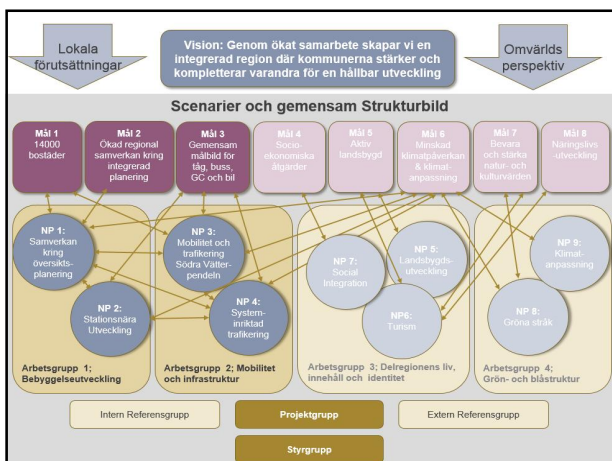 Lokala
förutsättningar
Vision: Genom ökat samarbete skapar vi en
integrerad region där kommunerna stärker och
kompletterar varandra för en hållbar utveckling
Omvärlds
perspektiv
Scenarier och gemensam Strukturbild
Mål 1
14000
bostäder
Mål 2
Ökad regional
samverkan kring
integrerad
planering
Mål 3
Gemensam
målbild för
tåg, buss,
GC och bil
Mål 4
Socio-
ekonomiska
åtgärder
Mål 5
Aktiv
landsbygd
Mål 6
Minskad
klimatpåverkan
& klimat-
anpassning
Mål 7
Bevara
och stärka
natur- och
kulturvärden
Mål 8
Näringslivs
-utveckling
NP 1:
Samverkan
kring
översikts-
planering
NP 2:
Stationsnära
Utveckling
NP 3:
Mobilitet och
trafikering
Södra Vätter-
pendeln
NP 4:
System-
inriktad
trafikering
NP 7:
Social
Integration
NP 5:
Landsbygds-
utveckling
NP6:
Turism
NP 9:
Klimat-
anpassning
NP 8:
Gröna stråk
Arbetsgrupp 1;
Bebyggelseutveckling
Arbetsgrupp 2; Mobilitet
och infrastruktur
Arbetsgrupp 3; Delregionens liv,
innehåll och identitet
Arbetsgrupp 4;
Grön- och blåstruktur
Intern Referensgrupp
Projektgrupp
Extern Referensgrupp
Styrgrupp